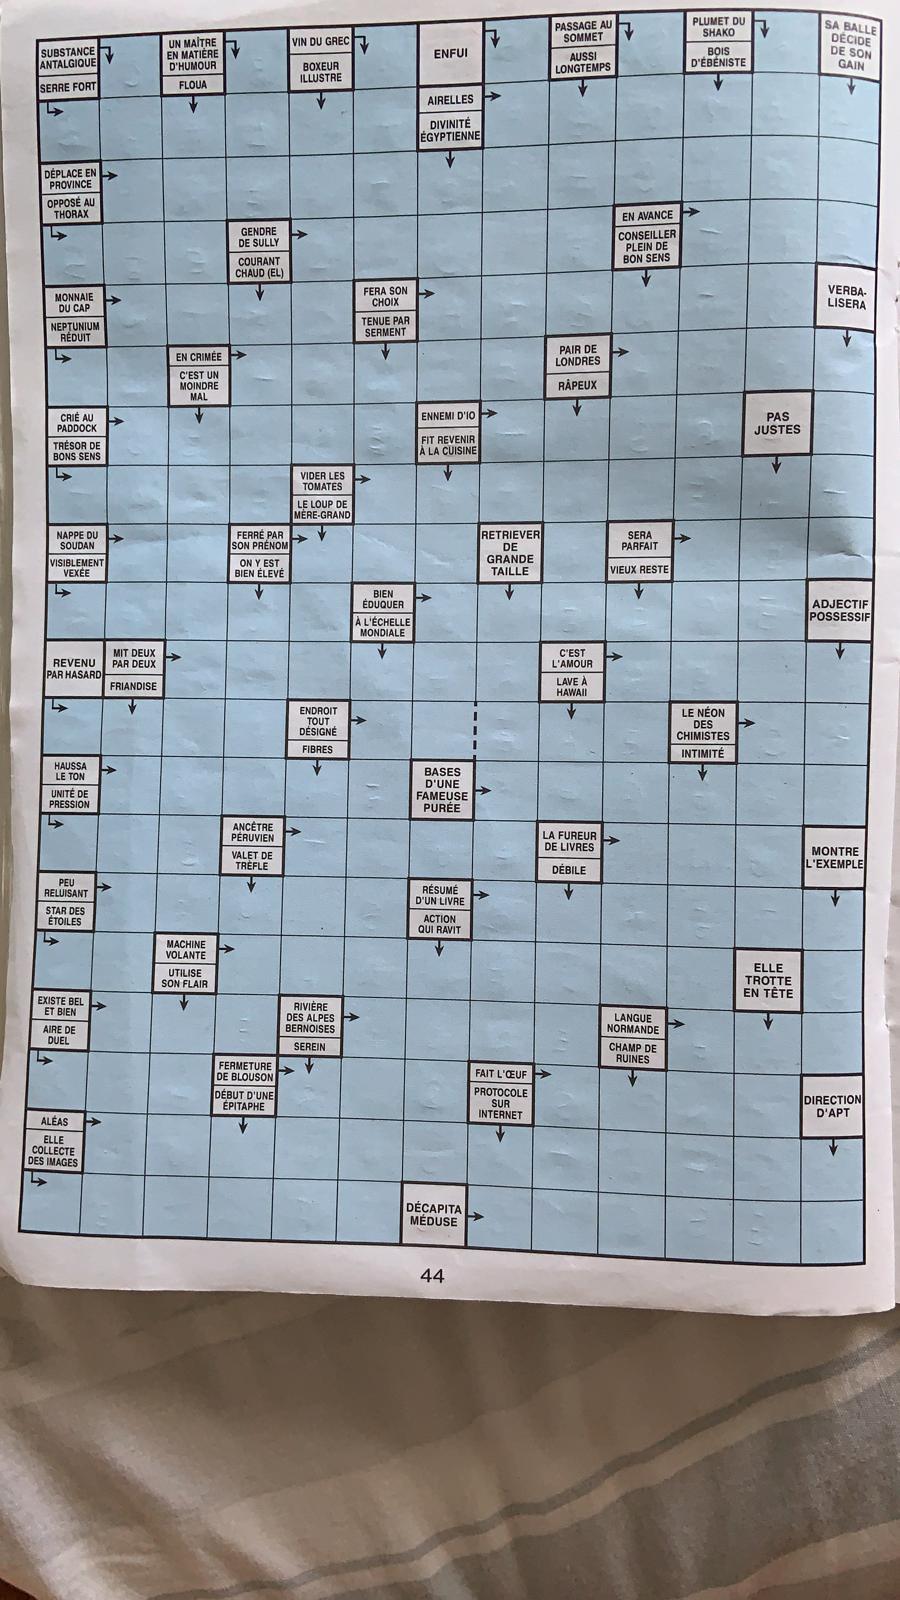 SUBSTANCE
ANTALGIQUE
SERRE FORT
UN MAÎTRE
EN MATIÈRE
D'HUMOUR
FLOUA
VIN DU GREC
BOXEUR
ILLUSTRE
ENFUI
PASSAGE AU
SOMMET
AUSSI
LONGTEMPS
PLUMET DU
SHAKO
BOIS
D'ÉBÉNISTE
SA BALLE
DÉCIDE
DE SON
GAIN
AIRELLES
DIVINITÉ
ÉGYPTIENNE
DÉPLACE EN
PROVINCE
OPPOSÉ AU
THORAX
GENDRE
DE SULLY
COURANT
CHAUD (EL)
EN AVANCE
CONSEILLER
PLEIN DE
BON SENS
MONNAIE
DU CAP
NEPTUNIUM
RÉDUIT
FERA SON
CHOIX
TENUE PAR
SERMENT
VERBA-
LISERA
EN CRIMÉE
C'EST UN
MOINDRE
MAL
PAIR DE
LONDRES
RÂPEUX
CRIÉ AU
PADDOCK
TRÉSOR DE
BONS SENS
ENNEMI D'IO
FIT REVENIR
À LA CUISINE
PAS
JUSTES
VIDER LES
TOMATES
LE LOUP DE
MÈRE-GRAND
NAPPE DU
SOUDAN
VISIBLEMENT
VEXÉE
FERRÉ PAR
SON PRÉNOM
ON Y EST
BIEN ÉLEVÉ
RETRIEVER
DE
GRANDE
TAILLE
SERA
PARFAIT
VIEUX RESTE
BIEN
ÉDUQUER
À L'ÉCHELLE
MONDIALE
ADJECTIF
POSSESSIF
REVENU
PAR HASARD
MIT DEUX
PAR DEUX
FRIANDISE
C'EST
L'AMOUR
LAVE À
HAWAII
ENDROIT
TOUT
DÉSIGNÉ
FIBRES
LE NÉON
DES
CHIMISTES
INTIMITÉ
HAUSSA
LE TON
UNITÉ DE
PRESSION
BASES
D'UNE
FAMEUSE
PURÉE
ANCÊTRE
PÉRUVIEN
VALET DE
TRÈFLE
LA FUREUR
DE LIVRES
DÉBILE
MONTRE
L'EXEMPLE
PEU
RELUISANT
STAR DES
ÉTOILES
RÉSUMÉ
D'UN LIVRE
ACTION
QUI RAVIT
MACHINE
VOLANTE
UTILISE
SON FLAIR
ELLE
TROTTE
EN TÊTE
EXISTE BEL
ET BIEN
AIRE DE
DUEL
RIVIÈRE
DES ALPES
BERNOISES
SEREIN
LANGUE
NORMANDE
CHAMP DE
RUINES
FERMETURE
DE BLOUSON
DÉBUT D'UNE
ÉPITAPHE
FAIT L'ŒUF
PROTOCOLE
SUR
INTERNET
DIRECTION
D'APT
ALÉAS
ELLE
COLLECTE
DES IMAGES
DÉCAPITA
MÉDUSE
44